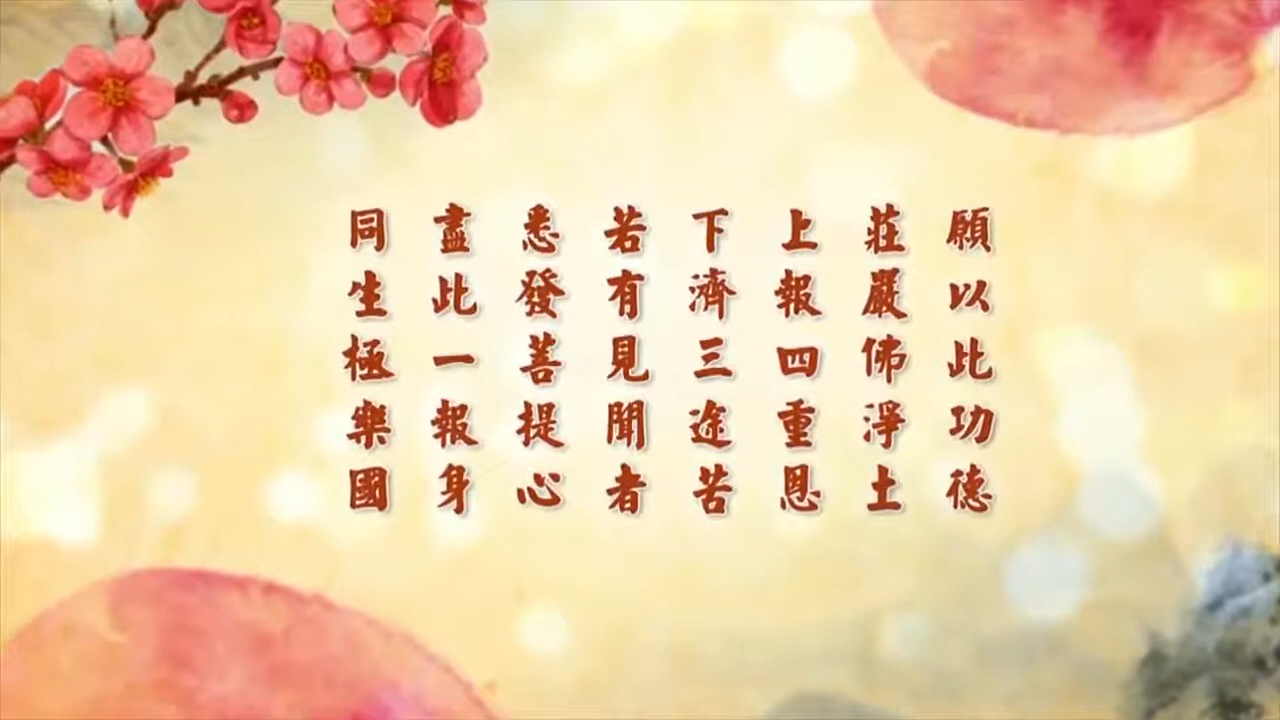 願以此功德
莊嚴佛淨土
上報四重恩
下濟三途苦
若有見聞者
悉發菩提心
盡此一報身
同生極樂國